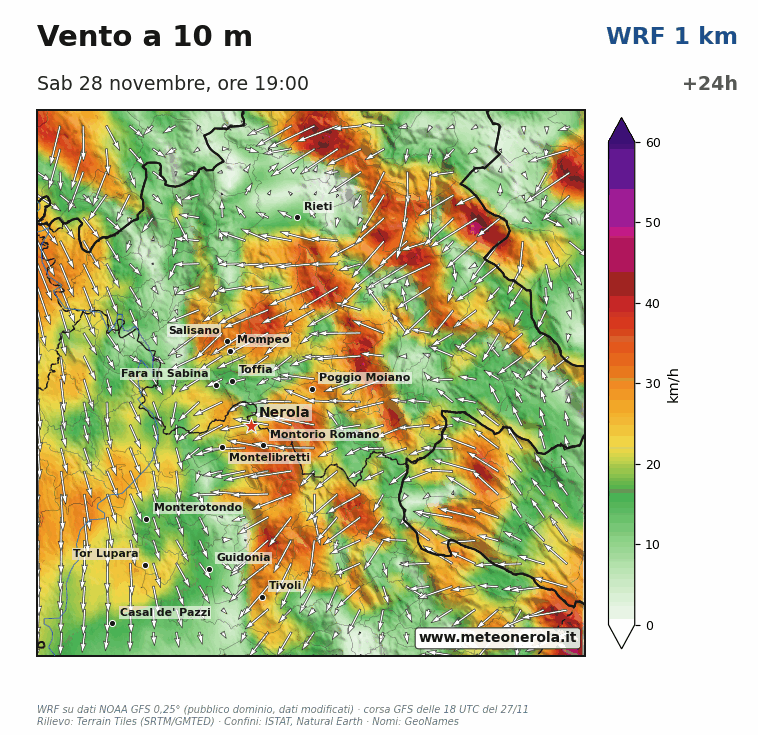 Vento a 10 m
WRF 1 km
Sab 28 novembre, ore 19:00
+24h
Rieti
Salisano
Mompeo
Fara in Sabina
Toffia
Poggio Moiano
Nerola
Montorio Romano
Montelibretti
Monterotondo
Tor Lupara
Guidonia
Tivoli
Casal de' Pazzi
www.meteonerola.it
60
50
40
30
20
10
0
km/h
WRF su dati NOAA GFS 0,25° (pubblico dominio, dati modificati) · corsa GFS delle 18 UTC del 27/11
Rilievo: Terrain Tiles (SRTM/GMTED) · Confini: ISTAT, Natural Earth · Nomi: GeoNames